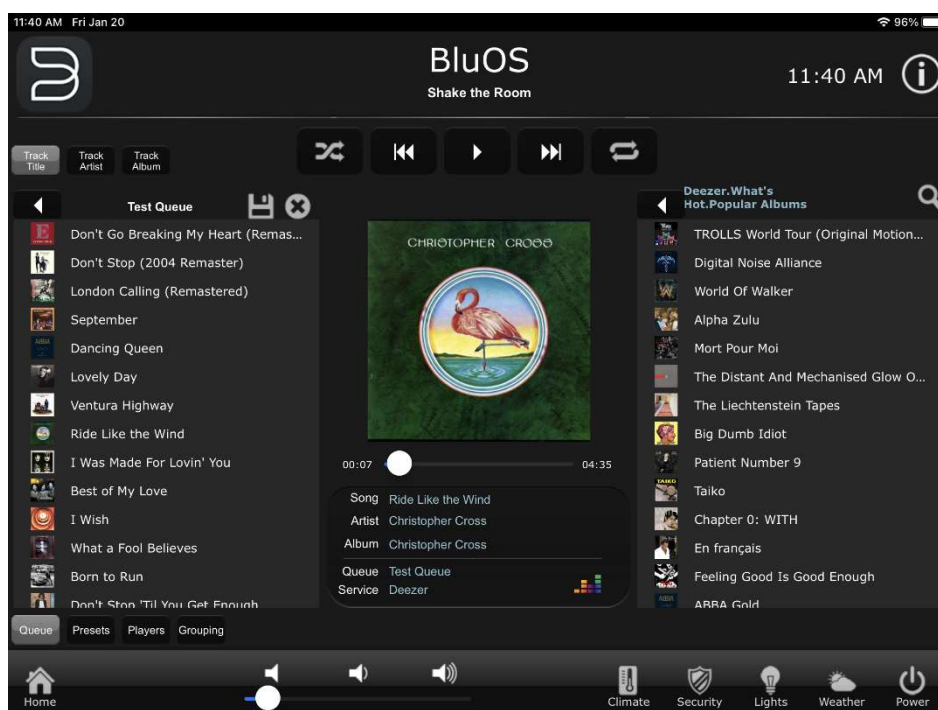 11:40 AM Fri Jan 20
96%
BluOS
Shake the Room
11:40 AM
Track Title
Track Artist
Track Album
Test Queue
Don't Go Breaking My Heart (Remas...
Don't Stop (2004 Remaster)
London Calling (Remastered)
September
Dancing Queen
Lovely Day
Ventura Highway
Ride Like the Wind
I Was Made For Lovin' You
Best of My Love
I Wish
What a Fool Believes
Born to Run
Don't Stop 'Til You Get Enough
CHRISTOPHER CROSS
00:07
04:35
Song Ride Like the Wind
Artist Christopher Cross
Album Christopher Cross
Queue Test Queue
Service Deezer
Deezer.What's
Hot.Popular Albums
TROLLS World Tour (Original Motion...
Digital Noise Alliance
World Of Walker
Alpha Zulu
Mort Pour Moi
The Distant And Mechanised Glow O...
The Liechtenstein Tapes
Big Dumb Idiot
Patient Number 9
Taiko
Chapter 0: WITH
En français
Feeling Good Is Good Enough
ABBA Gold
Queue
Presets
Players
Grouping
Home
Climate
Security
Lights
Weather
Power